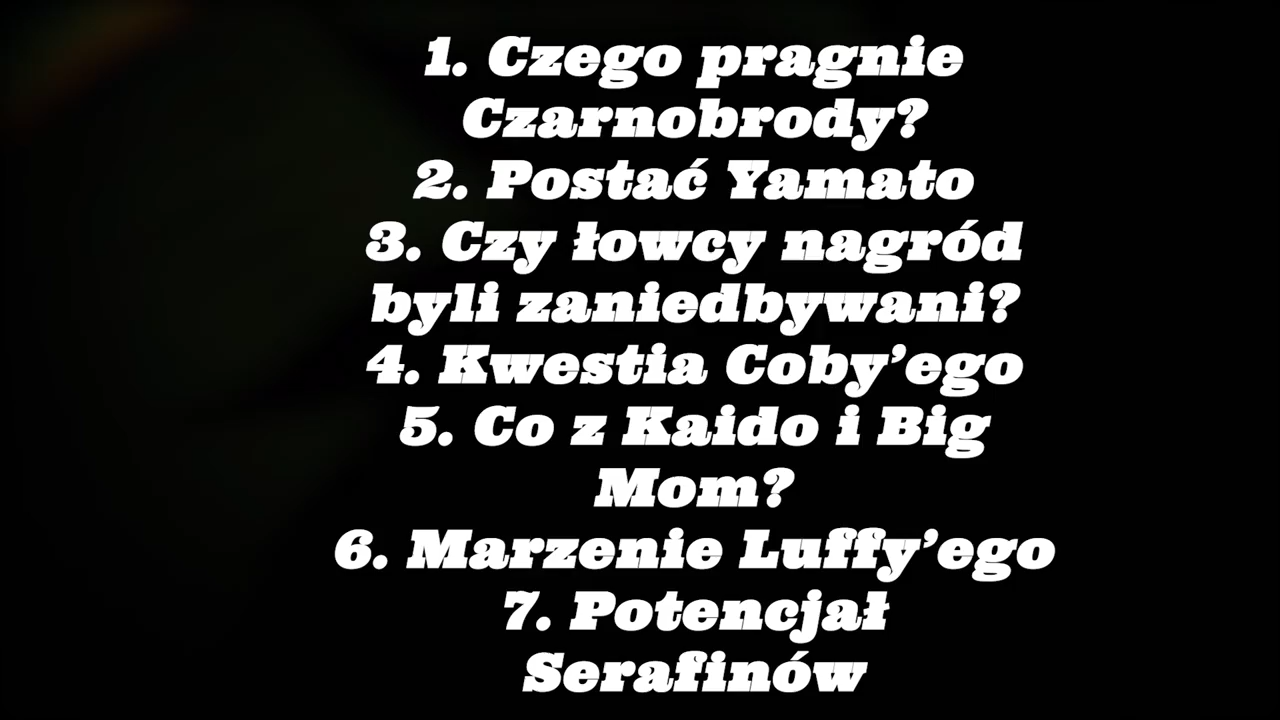 1. Czego pragnie
Czarnobrody?
2. Postać Yamato
3. Czy łowcy nagród
byli zaniedbywani?
4. Kwestia Coby’ego
5. Co z Kaido i Big
Mom?
6. Marzenie Luffy’ego
7. Potencjał
Serafinów